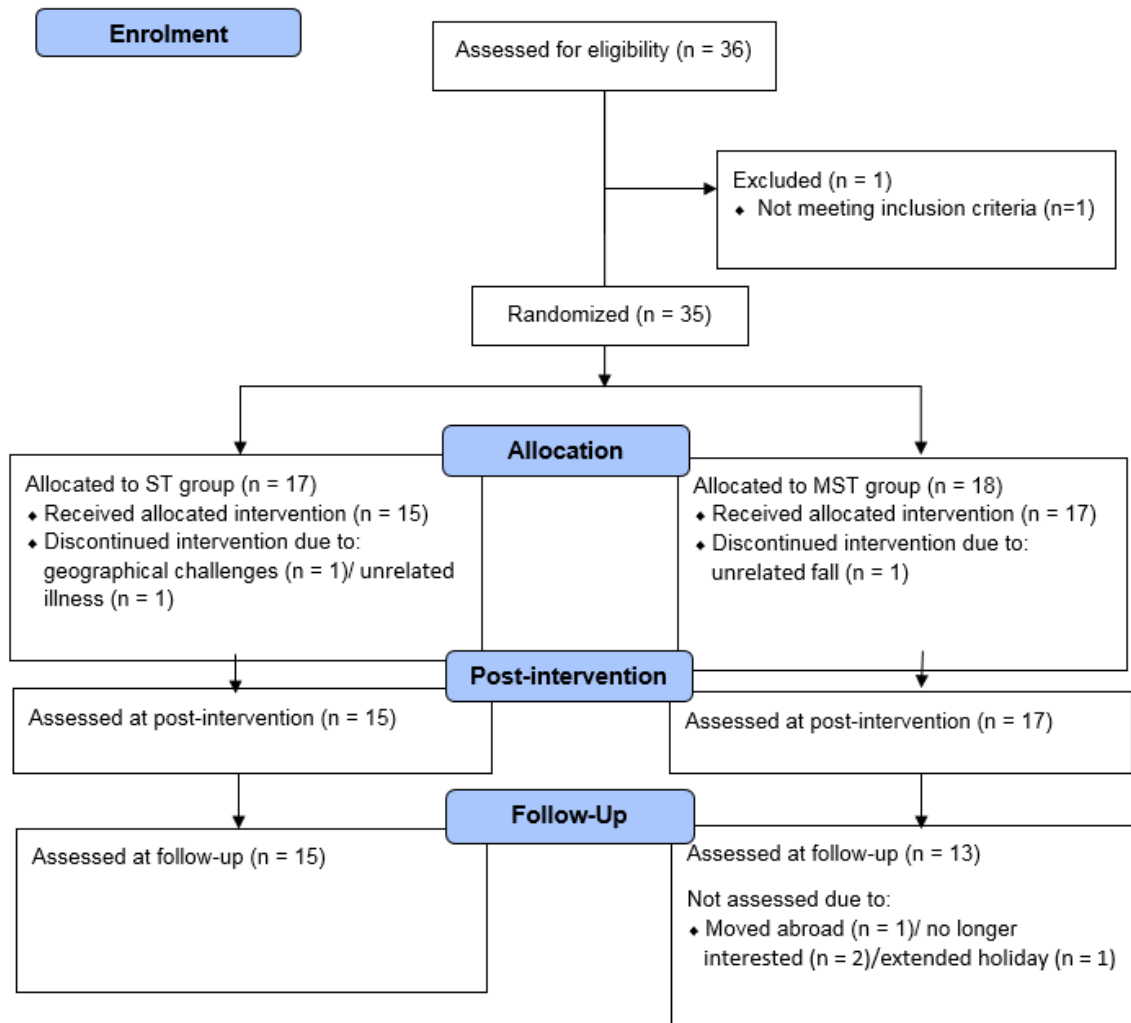 Enrolment
Assessed for eligibility (n = 36)
Excluded (n = 1)
⬥ Not meeting inclusion criteria (n=1)
Randomized (n = 35)
Allocation
Allocated to ST group (n = 17)
⬥ Received allocated intervention (n = 15)
⬥ Discontinued intervention due to:
geographical challenges (n = 1)/ unrelated
illness (n = 1)
Allocated to MST group (n = 18)
⬥ Received allocated intervention (n = 17)
⬥ Discontinued intervention due to:
unrelated fall (n = 1)
Post-intervention
Assessed at post-intervention (n = 15)
Assessed at post-intervention (n = 17)
Follow-Up
Assessed at follow-up (n = 15)
Assessed at follow-up (n = 13)
Not assessed due to:
⬥ Moved abroad (n = 1)/ no longer
interested (n = 2)/extended holiday (n = 1)